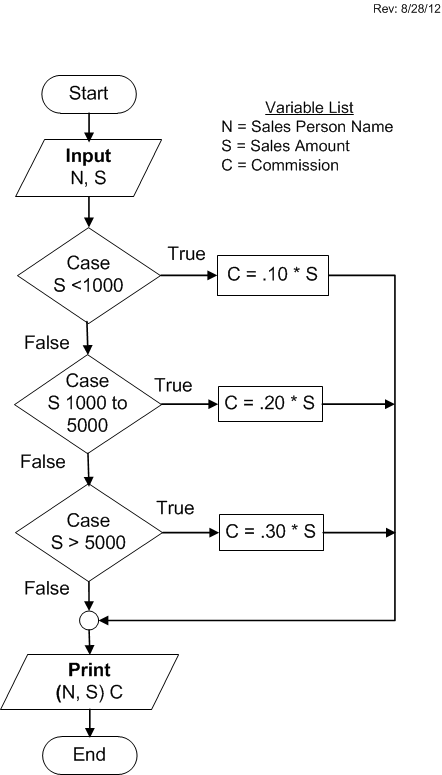 Rev: 8/28/12
Start
Variable List
N = Sales Person Name
S = Sales Amount
C = Commission
Input
N, S
Case
S <1000
True
C = .10 * S
False
Case
S 1000 to
5000
True
C = .20 * S
False
Case
S > 5000
True
C = .30 * S
False
Print
(N, S) C
End